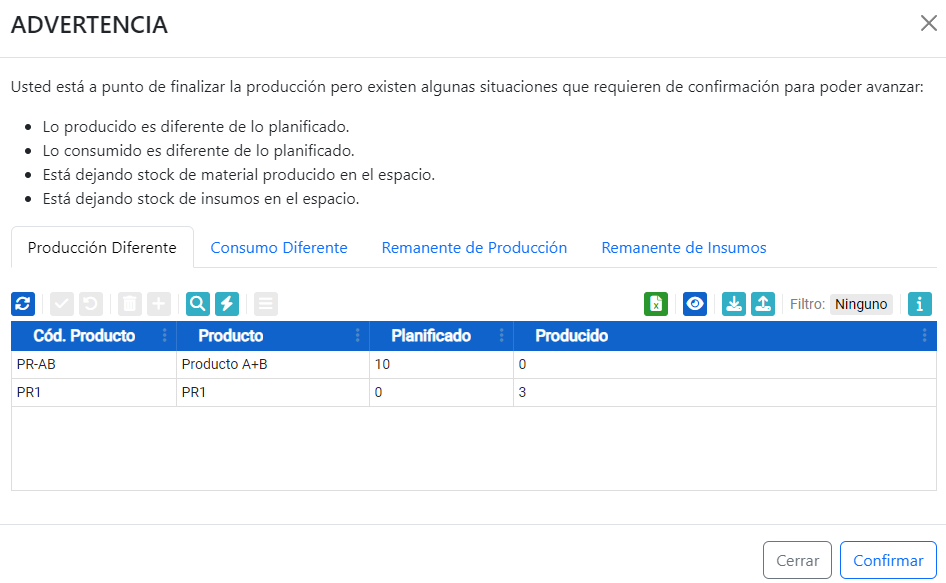 ADVERTENCIA
Usted está a punto de finalizar la producción pero existen algunas situaciones que requieren de confirmación para poder avanzar:
Lo producido es diferente de lo planificado.
Lo consumido es diferente de lo planificado.
Está dejando stock de material producido en el espacio.
Está dejando stock de insumos en el espacio.
Producción Diferente Consumo Diferente Remanente de Producción Remanente de Insumos
Filtro: Ninguno
Cód. Producto Producto Planificado Producido
PR-AB Producto A+B 10 0
PR1 PR1 0 3
Cerrar Confirmar